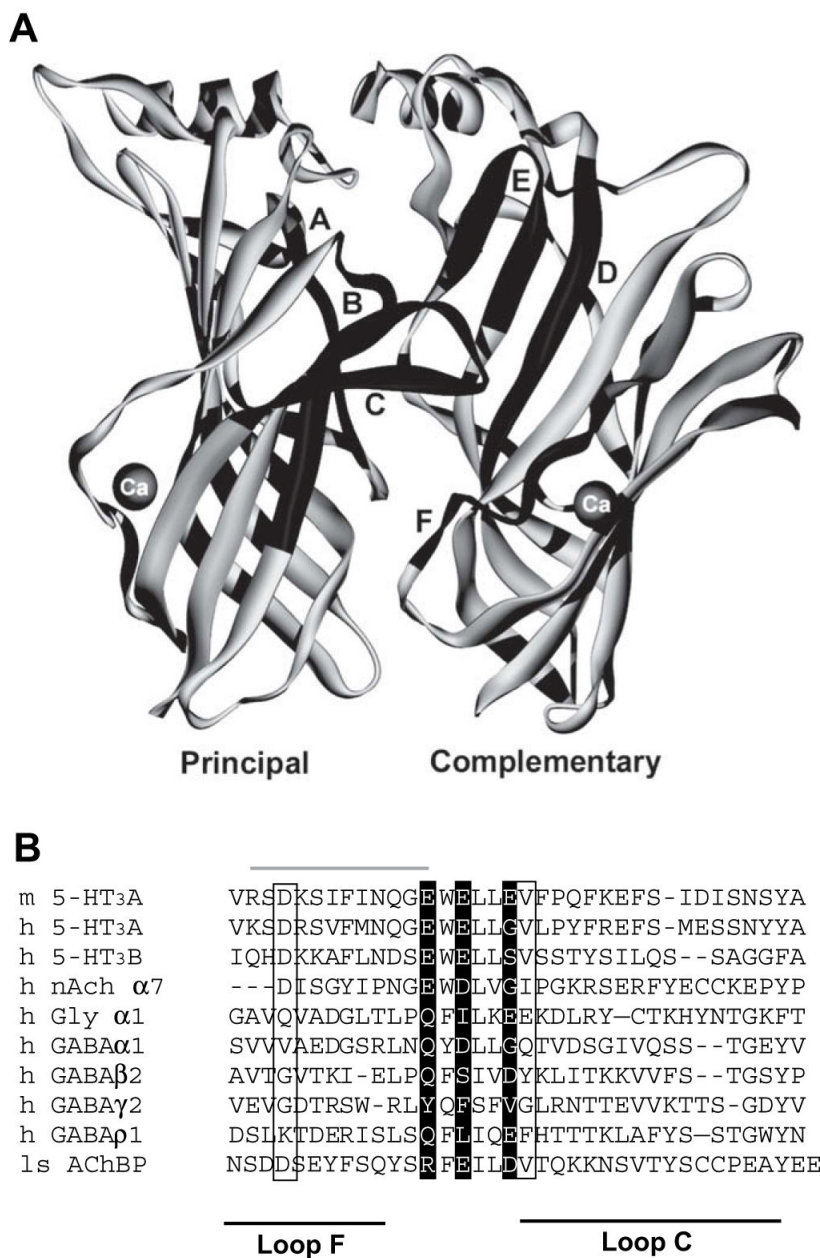 A
A
B
C
E
D
F
Ca
Ca
Principal
Complementary
B
m 5-HT3A VRSDKSIFINQGEWELLEVFPQFKEFS-IDISNSYA
h 5-HT3A VKSDRSVFMNQGEWELLGVLPYFREFS-MESSNYYA
h 5-HT3B IQHDKKAFLNDSEWELLSVSSTYSILQS--SAGGFA
h nAch α7 ---DISGYIPNGEWDLVGIPGKRSERFYECCKEPYP
h Gly α1 GAVQVADGLTLPQFILKEEKDLRY—CTKHYNTGKFT
h GABAα1 SVVVAEDGSRLNQYDLLGQTVDSGIVQSS--TGEYV
h GABAβ2 AVTGVTKI-ELPQFSIVDYKLITKKVVFS--TGSYP
h GABAγ2 VEVGDTRSW-RLYQFSFVGLRNTTEVVKTTS-GDYV
h GABAρ1 DSLKTDERISLSQFLIQEFHTTTKLAFYS—STGWYN
ls AChBP NSDDSEYFSQYSRFEILDVTQKKNSVTYSCCPEAYEE
Loop F Loop C